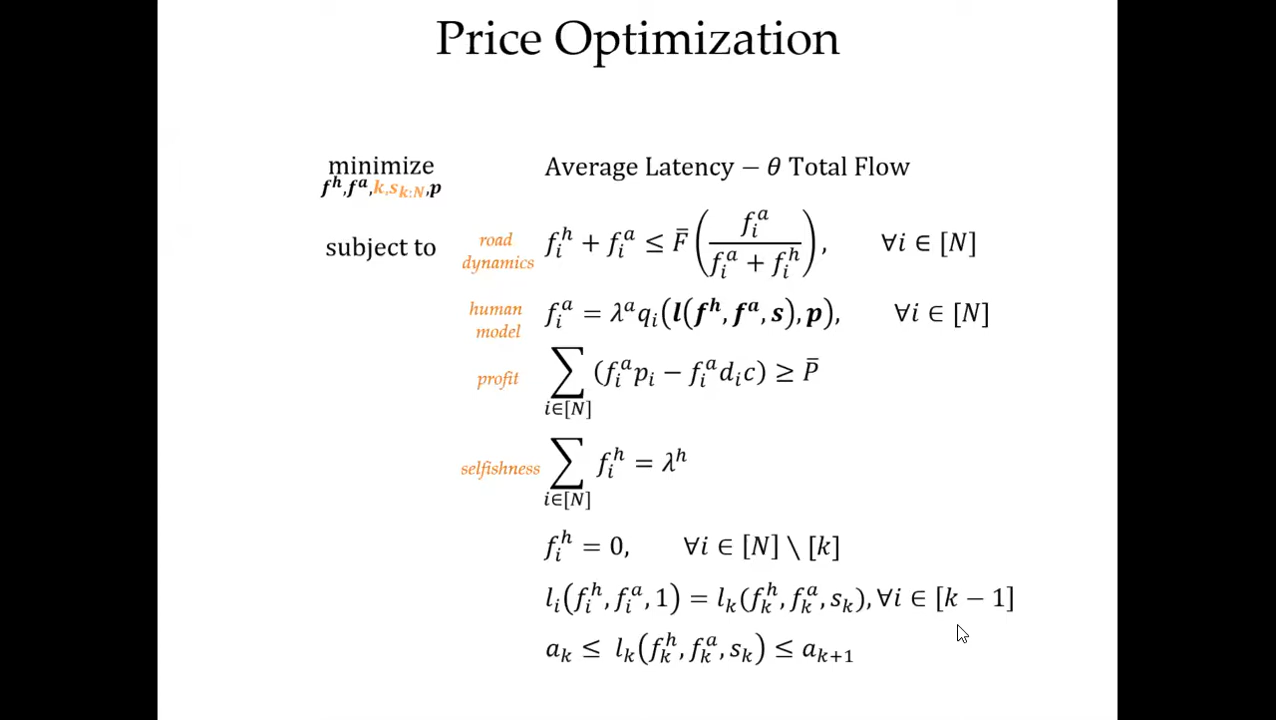 Price Optimization
minimize Average Latency − θ Total Flow
fʰ,fᵃ,k,s_{k:N},p
subject to road dynamics f_i^h + f_i^a ≤ F̄(f_i^a / (f_i^a + f_i^h)), ∀i ∈ [N]
human model f_i^a = λ^a q_i(l(f^h, f^a, s), p), ∀i ∈ [N]
profit ∑_{i∈[N]} (f_i^a p_i − f_i^a d_i c) ≥ P̄
selfishness ∑_{i∈[N]} f_i^h = λ^h
f_i^h = 0, ∀i ∈ [N] \ [k]
l_i(f_i^h, f_i^a, 1) = l_k(f_k^h, f_k^a, s_k), ∀i ∈ [k − 1]
a_k ≤ l_k(f_k^h, f_k^a, s_k) ≤ a_{k+1}